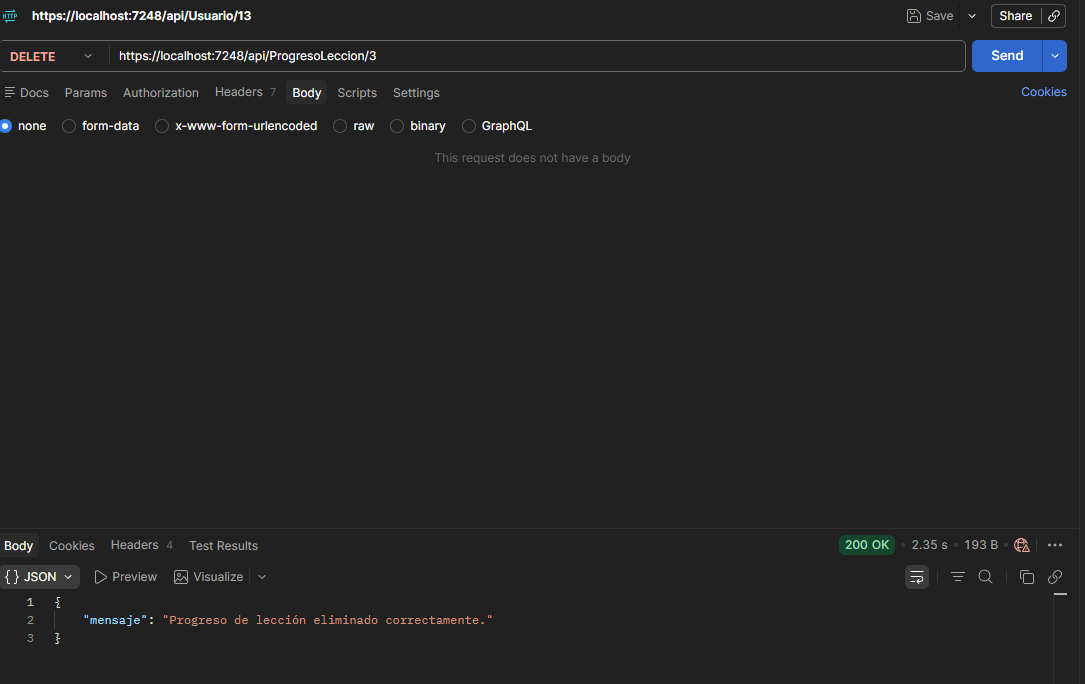 HTTP https://localhost:7248/api/Usuario/13 Save Share
DELETE https://localhost:7248/api/ProgresoLeccion/3 Send
Docs Params Authorization Headers 7 Body Scripts Settings Cookies
none form-data x-www-form-urlencoded raw binary GraphQL
This request does not have a body
Body Cookies Headers 4 Test Results 200 OK • 2.35 s • 193 B •
{} JSON Preview Visualize
1 {
2 "mensaje": "Progreso de lección eliminado correctamente."
3 }